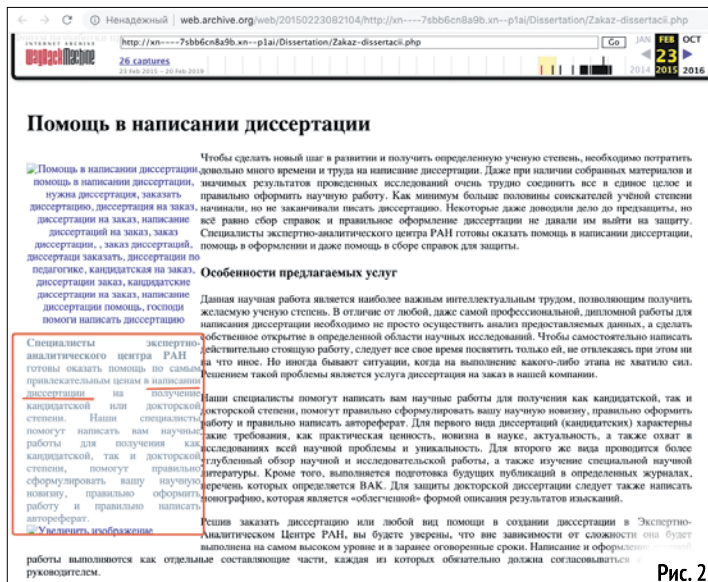 Ненадежный | web.archive.org/web/20150223082104/http://xn----7sbb6cn8a9b.xn--p1ai/Dissertation/Zakaz-dissertacii.php
INTERNET ARCHIVE
WayBackMachine
http://xn----7sbb6cn8a9b.xn--p1ai/Dissertation/Zakaz-dissertacii.php
Go
JAN FEB OCT
26 captures
23
23 Feb 2015 – 20 Feb 2019
2014 2015 2016
Помощь в написании диссертации
Помощь в написании диссертации,
помощь в написании диссертации,
нужна диссертация, заказать
диссертацию, диссертация на заказ,
диссертации на заказ, написание
диссертаций на заказ, заказ
диссертации, , заказ диссертаций,
диссертаци заказать, диссертации по
педагогике, кандидатская на заказ,
диссертации заказ, кандидатские
диссертации на заказ, написание
диссертации помощь, господи
помоги написать диссертацию
Специалисты экспертно-
аналитического центра РАН
готовы оказать помощь по самым
привлекательным ценам в написании
диссертации на получение
кандидатской или докторской
степени. Наши специалисты
помогут написать вам научные
работы для получения как
кандидатской, так и докторской
степени, помогут правильно
сформулировать вашу научную
новизну, правильно оформить
работу и правильно написать
автореферат.
Увеличить изображение
Чтобы сделать новый шаг в развитии и получить определенную ученую степень, необходимо потратить
довольно много времени и труда на написание диссертации. Даже при наличии собранных материалов и
значимых результатов проведенных исследований очень трудно соединить все в единое целое и
правильно оформить научную работу. Как минимум больше половины соискателей учёной степени
начинали, но не заканчивали писать диссертацию. Некоторые даже доводили дело до предзащиты, но
всё равно сбор справок и правильное оформление диссертации не давали им выйти на защиту.
Специалисты экспертно-аналитического центра РАН готовы оказать помощь в написании диссертации,
помощь в оформлении и даже помощь в сборе справок для защиты.
Особенности предлагаемых услуг
Данная научная работа является наиболее важным интеллектуальным трудом, позволяющим получить
желаемую ученую степень. В отличие от любой, даже самой профессиональной, дипломной работы для
написания диссертации необходимо не просто осуществить анализ предоставляемых данных, а сделать
собственное открытие в определенной области научных исследований. Чтобы самостоятельно написать
действительно стоящую работу, следует все свое время посвятить только ей, не отвлекаясь при этом ни
на что иное. Но иногда бывают ситуации, когда на выполнение какого-либо этапа не хватило сил.
Решением такой проблемы является услуга диссертация на заказ в нашей компании.
Наши специалисты помогут написать вам научные работы для получения как кандидатской, так и
докторской степени, помогут правильно сформулировать вашу научную новизну, правильно оформить
работу и правильно написать автореферат. Для первого вида диссертаций (кандидатских) характерны
такие требования, как практическая ценность, новизна в науке, актуальность, а также охват в
исследованиях всей научной проблемы и уникальность. Для второго же вида проводится более
углубленный обзор научной и исследовательской работы, а также изучение специальной научной
литературы. Кроме того, выполняется подготовка будущих публикаций в определенных журналах,
перечень которых определяется ВАК. Для защиты докторской диссертации следует также написать
монографию, которая является «облегченной» формой описания результатов изысканий.
Решив заказать диссертацию или любой вид помощи в создании диссертации в Экспертно-
Аналитическом Центре РАН, вы будете уверены, что вне зависимости от сложности она будет
выполнена на самом высоком уровне и в заранее оговоренные сроки. Написание и оформление
работы выполняются как отдельные составляющие части, каждая из которых обязательно должна согласовываться
руководителем.
Рис. 2